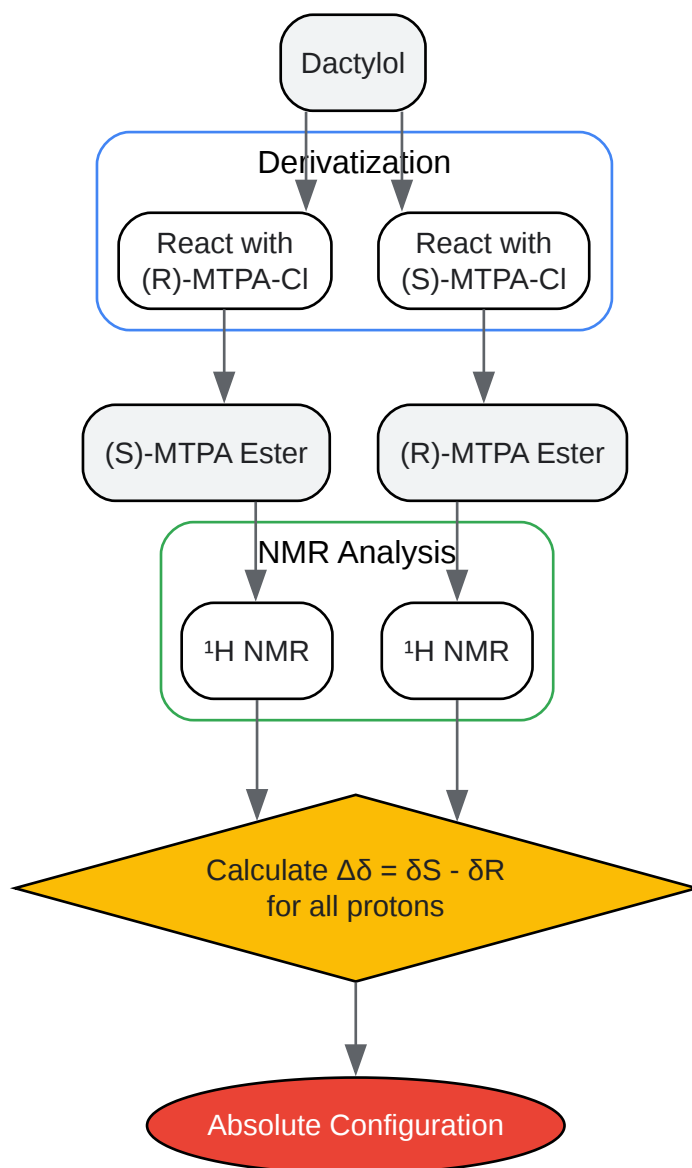 Dactylol
Derivatization
React with
(R)-MTPA-Cl
React with
(S)-MTPA-Cl
(S)-MTPA Ester
(R)-MTPA Ester
NMR Analysis
¹H NMR
¹H NMR
Calculate Δδ = δS - δR
for all protons
Absolute Configuration